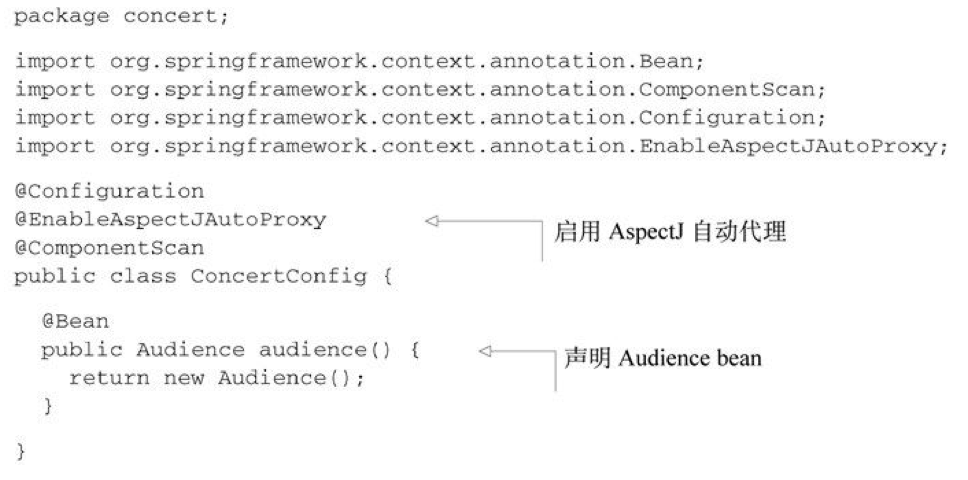 package concert;
import org.springframework.context.annotation.Bean;
import org.springframework.context.annotation.ComponentScan;
import org.springframework.context.annotation.Configuration;
import org.springframework.context.annotation.EnableAspectJAutoProxy;
@Configuration
@EnableAspectJAutoProxy
启用 AspectJ 自动代理
@ComponentScan
public class ConcertConfig {
@Bean
public Audience audience() {
声明 Audience bean
return new Audience();
}
}